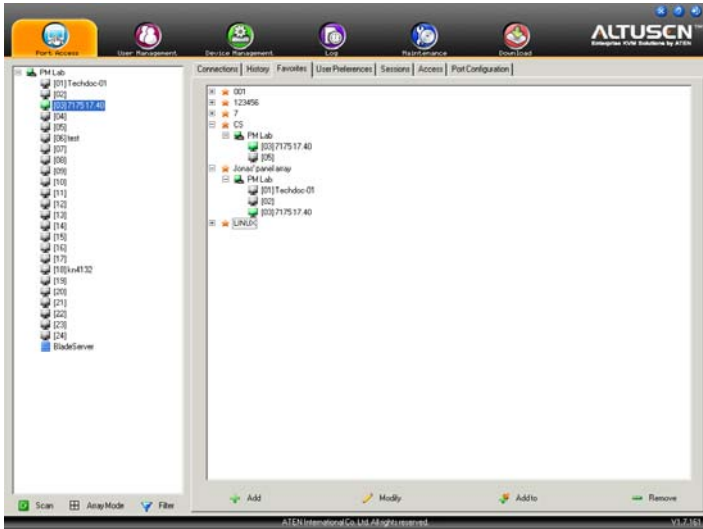 ALTUSCN™
Enterprise KVM Solutions by ATEN
Port Access
User Management
Device Management
Log
Maintenance
Download
PM Lab
[01]Techdoc-01
[02]
[03]7175 17.40
[04]
[05]
[06]test
[07]
[08]
[09]
[10]
[11]
[12]
[13]
[14]
[15]
[16]
[17]
[18]kn4132
[19]
[20]
[21]
[22]
[23]
[24]
BladeServer
Scan
Array Mode
Filter
Connections
History
Favorites
User Preferences
Sessions
Access
Port Configuration
001
123456
7
CS
PM Lab
[03]7175 17.40
[05]
Jonas' panel array
PM Lab
[01]Techdoc-01
[02]
[03]7175 17.40
LINUX
Add
Modify
Add to
Remove
ATEN International Co. Ltd. All rights reserved.
V1.7.161